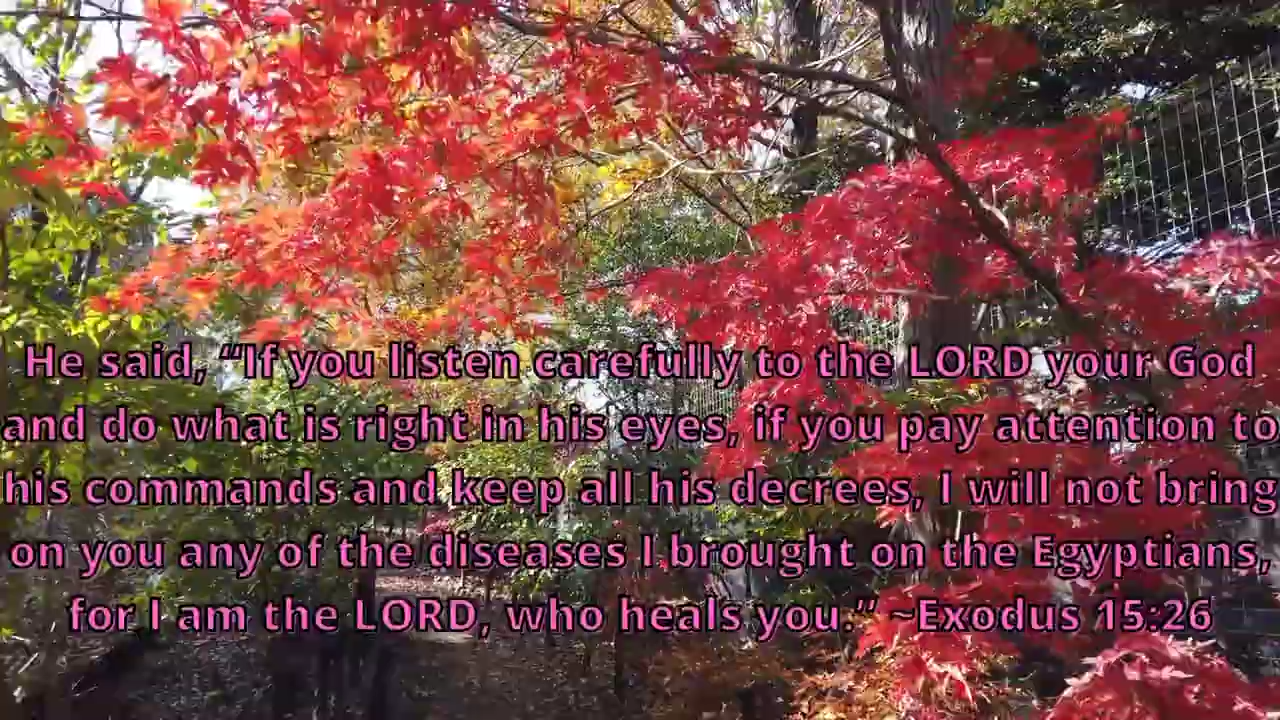 He said, “If you listen carefully to the LORD your God
and do what is right in his eyes, if you pay attention to
his commands and keep all his decrees, I will not bring
on you any of the diseases I brought on the Egyptians,
for I am the LORD, who heals you.” ~Exodus 15:26